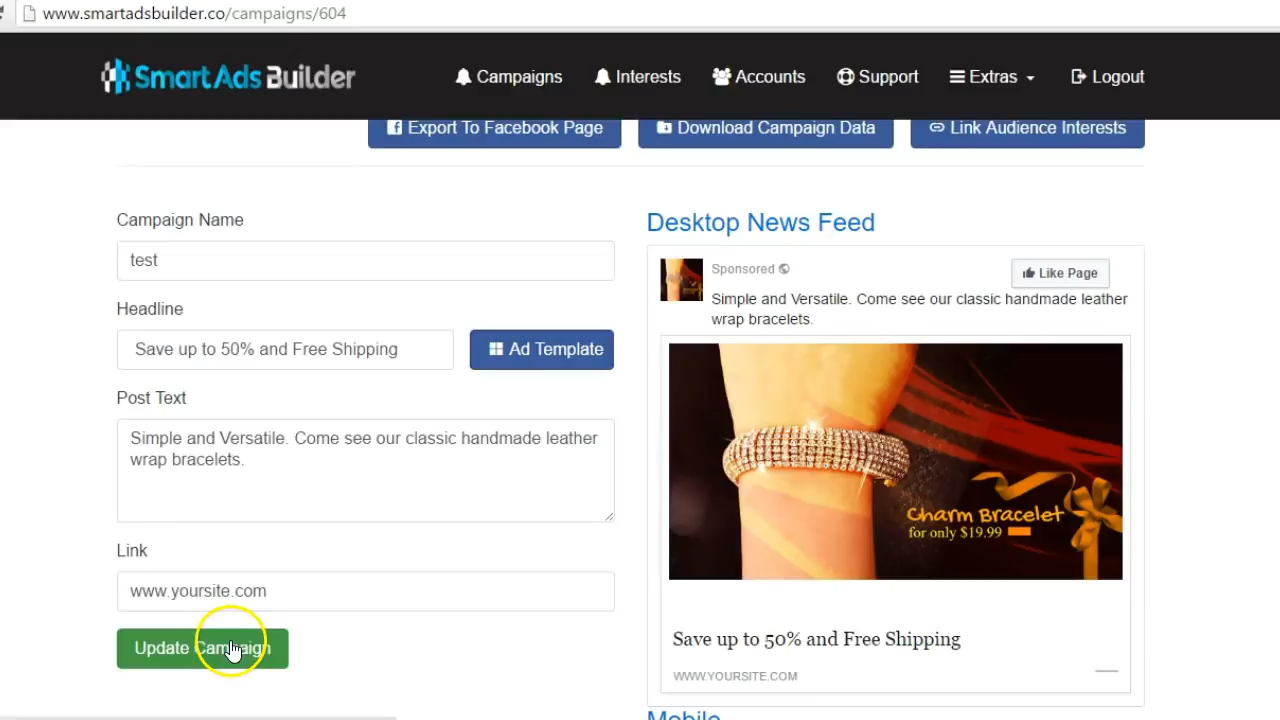 www.smartadsbuilder.co/campaigns/604
Smart Ads Builder
Campaigns
Interests
Accounts
Support
Extras
Logout
Export To Facebook Page
Download Campaign Data
Link Audience Interests
Campaign Name
test
Headline
Save up to 50% and Free Shipping
Ad Template
Post Text
Simple and Versatile. Come see our classic handmade leather
wrap bracelets.
Link
www.yoursite.com
Update Campaign
Desktop News Feed
Sponsored
Like Page
Simple and Versatile. Come see our classic handmade leather
wrap bracelets.
Charm Bracelet
for only $19.99
Save up to 50% and Free Shipping
WWW.YOURSITE.COM
Mobile